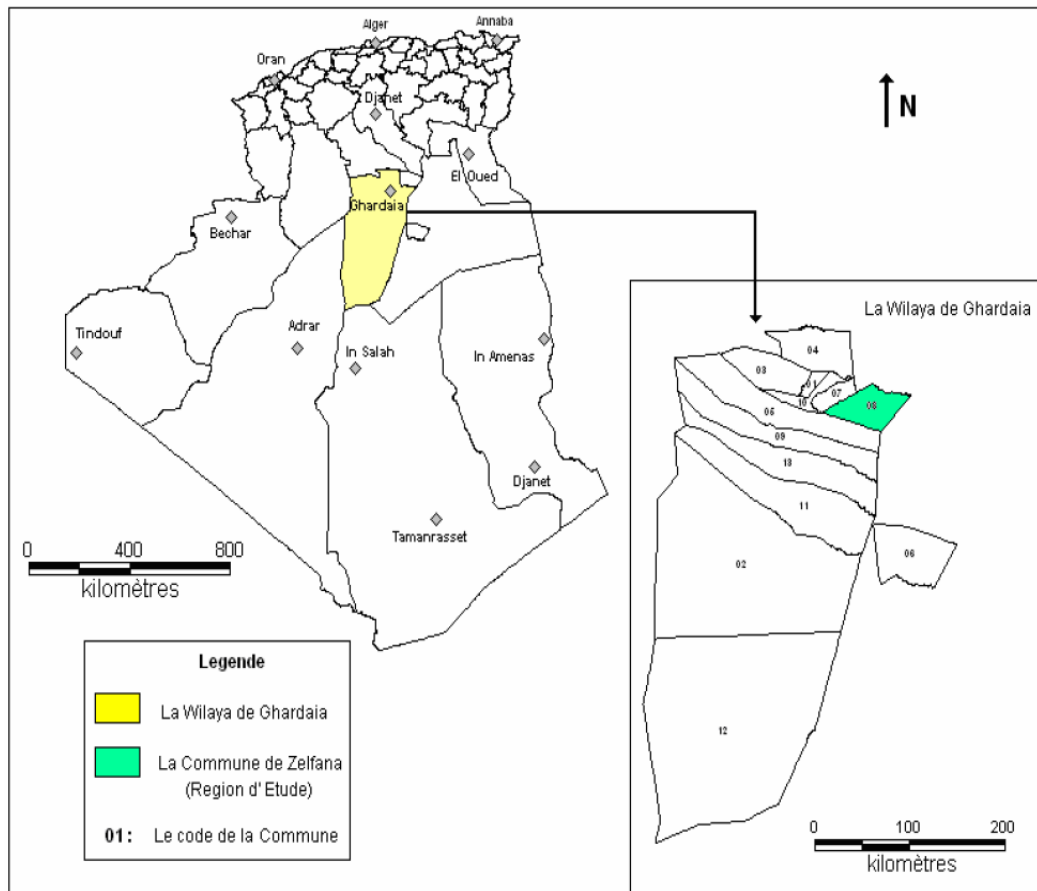 Alger
Annaba
Oran
Djanet
N
El Oued
Ghardaia
Bechar
Tindouf
Adrar
In Salah
In Amenas
Djanet
Tamanrasset
0 400 800
kilomètres
Legende
La Wilaya de Ghardaia
La Commune de Zelfana
(Region d' Etude)
01: Le code de la Commune
La Wilaya de Ghardaia
04
03
01
07
10
08
05
09
13
11
06
02
12
0 100 200
kilomètres